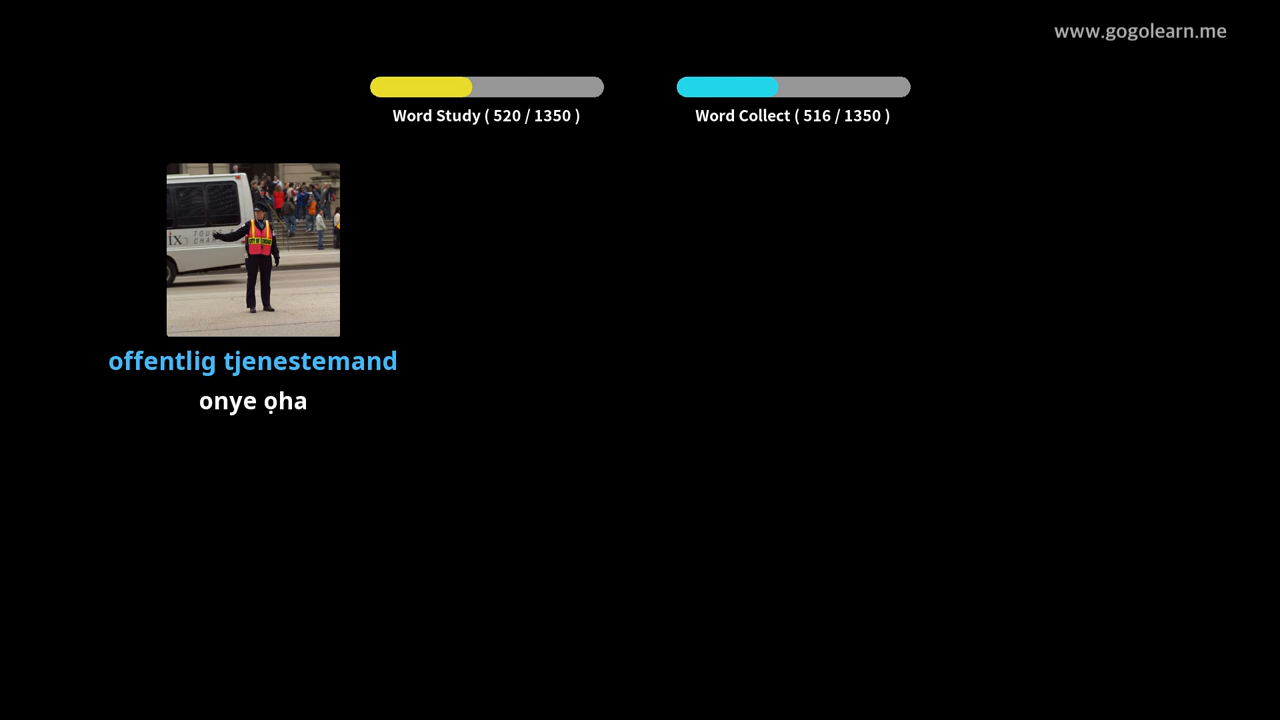 www.gogolearn.me
Word Study ( 520 / 1350 )
Word Collect ( 516 / 1350 )
offentlig tjenestemand
onye ọha